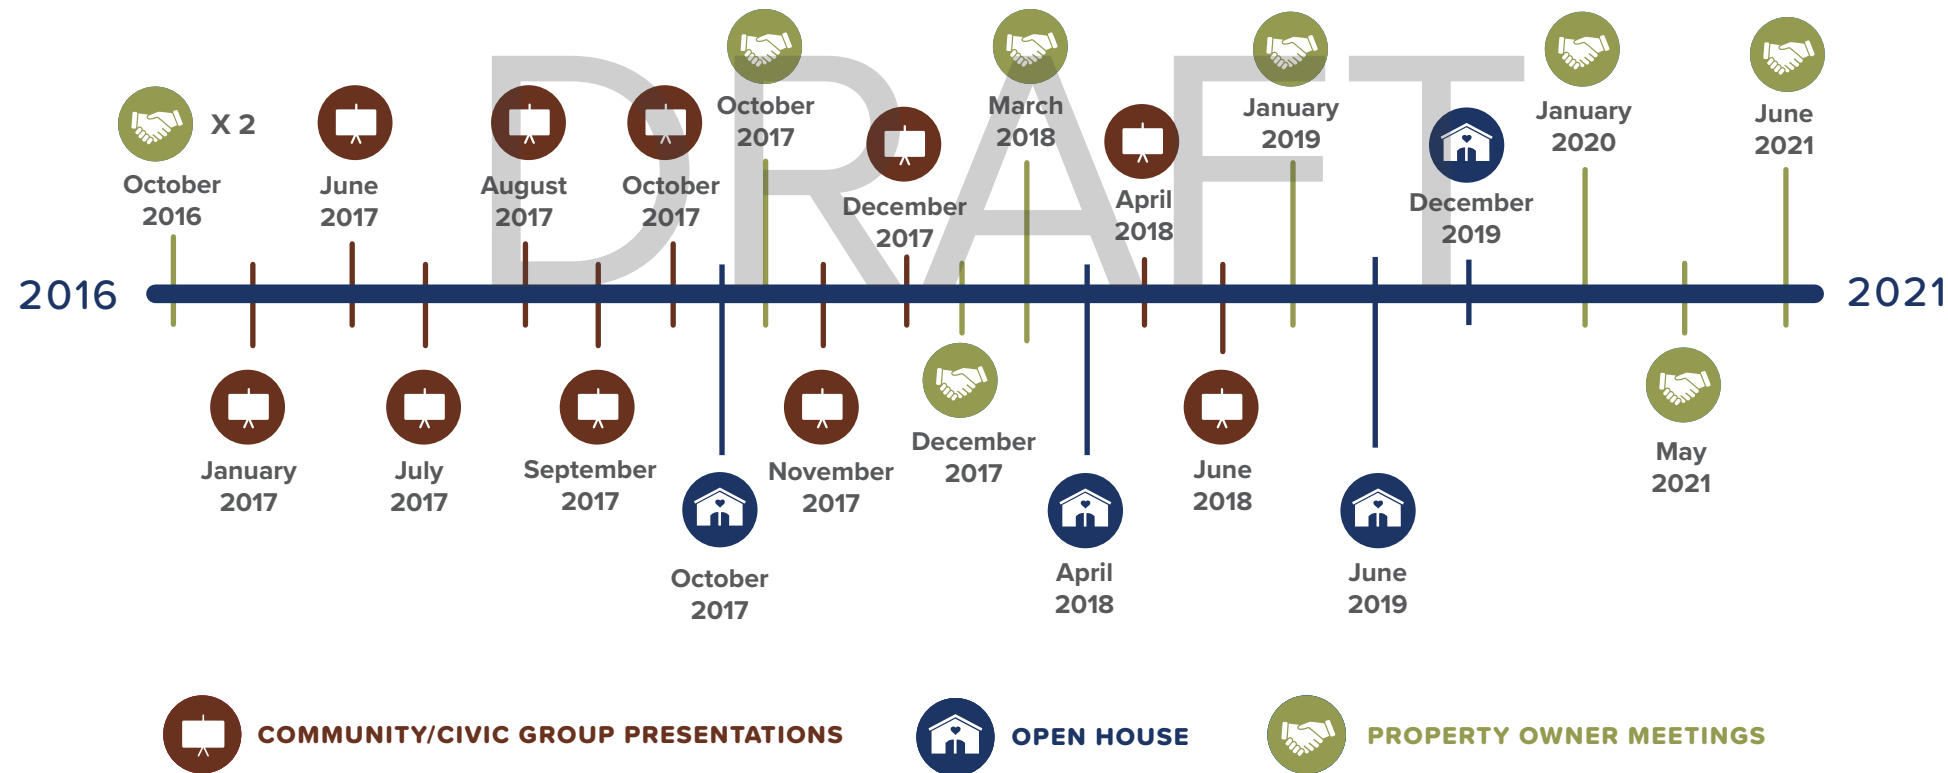 DRAFT
X 2
October
2016
June
2017
August
2017
October
2017
October
2017
December
2017
March
2018
April
2018
January
2019
December
2019
January
2020
June
2021
2016
2021
January
2017
July
2017
September
2017
October
2017
November
2017
December
2017
April
2018
June
2018
June
2019
May
2021
COMMUNITY/CIVIC GROUP PRESENTATIONS
OPEN HOUSE
PROPERTY OWNER MEETINGS